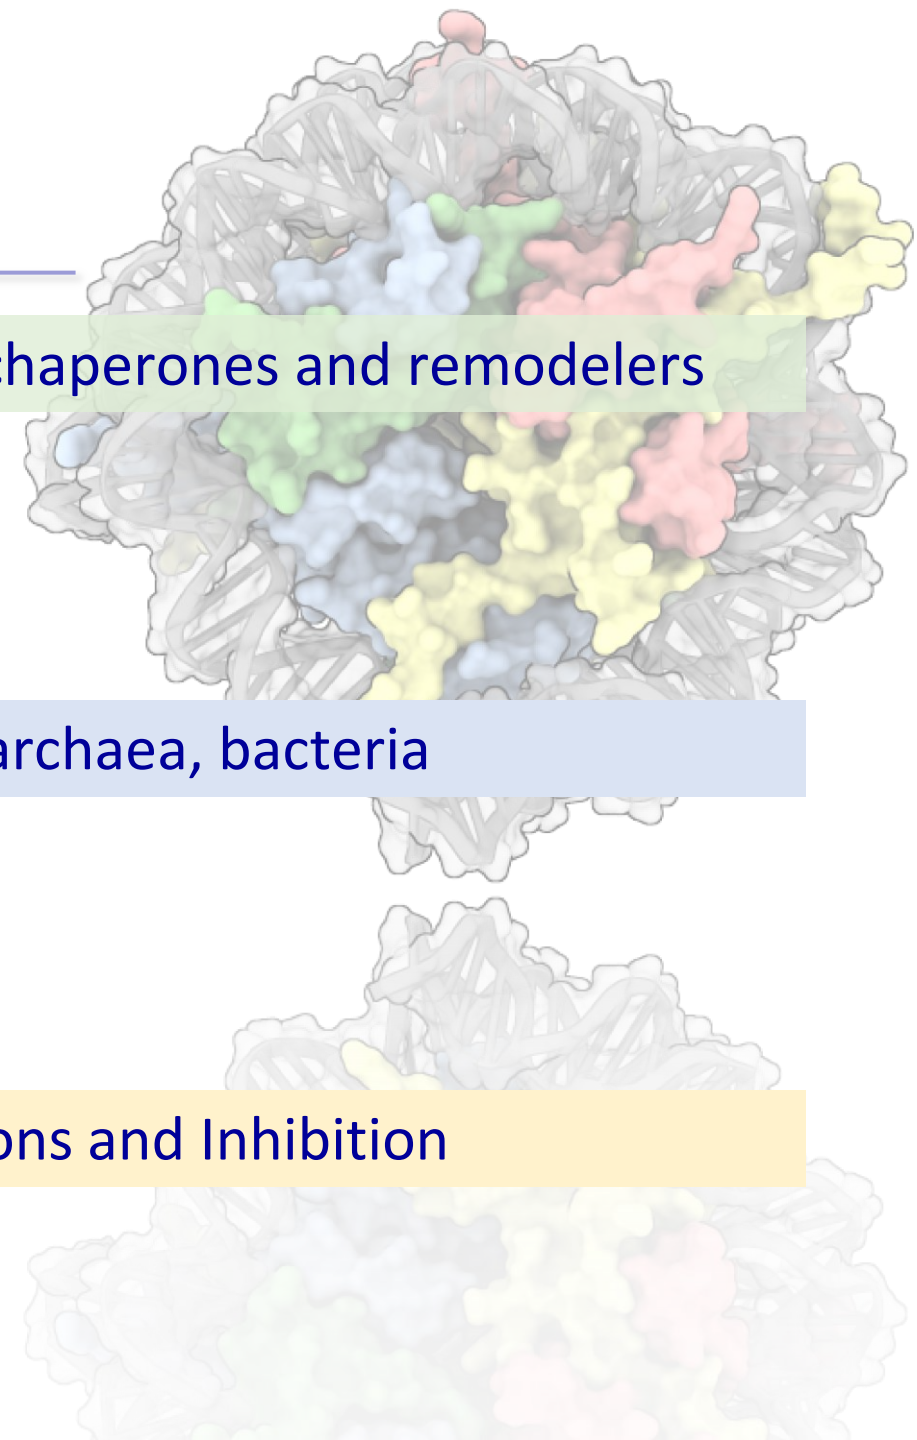 chaperones and remodelers
archaea, bacteria
ons and Inhibition